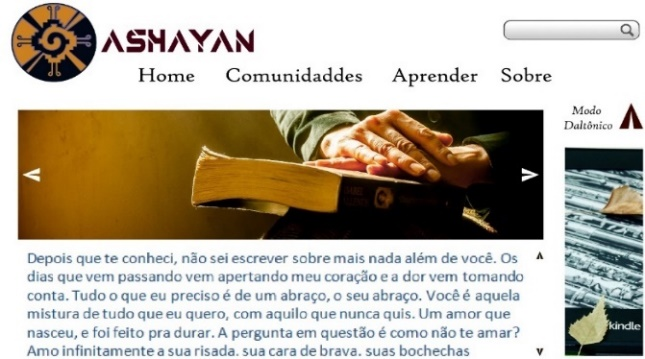 ASHAYAN
Home Comunidaddes Aprender Sobre
Modo
Daltônico
Depois que te conheci, não sei escrever sobre mais nada além de você. Os
dias que vem passando vem apertando meu coração e a dor vem tomando
conta. Tudo o que eu preciso é de um abraço, o seu abraço. Você é aquela
mistura de tudo que eu quero, com aquilo que nunca quis. Um amor que
nasceu, e foi feito pra durar. A pergunta em questão é como não te amar?
Amo infinitamente a sua risada, sua cara de brava, suas bochechas
kindle